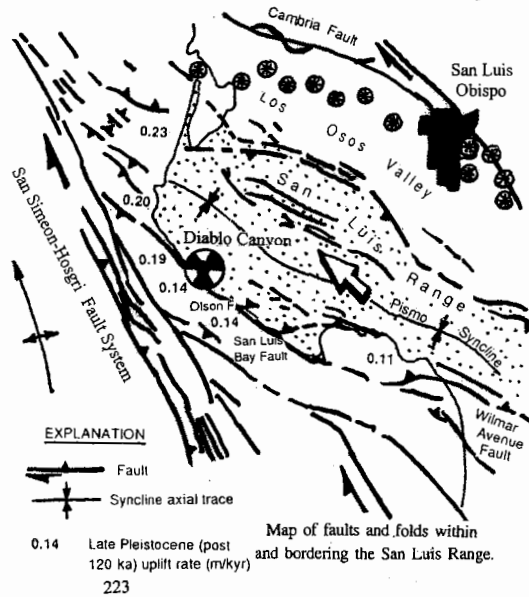 Cambria Fault
San Luis
Obispo
Los Osos Valley
0.23
San Luis Range
0.20
San Simeon-Hosgri Fault System
Diablo Canyon
0.19
0.14
Olson F.
0.14
San Luis
Bay Fault
Pismo Syncline
0.11
Wilmar
Avenue
Fault
EXPLANATION
Fault
Syncline axial trace
0.14 Late Pleistocene (post
120 ka) uplift rate (m/kyr)
Map of faults and folds within
and bordering the San Luis Range.
223